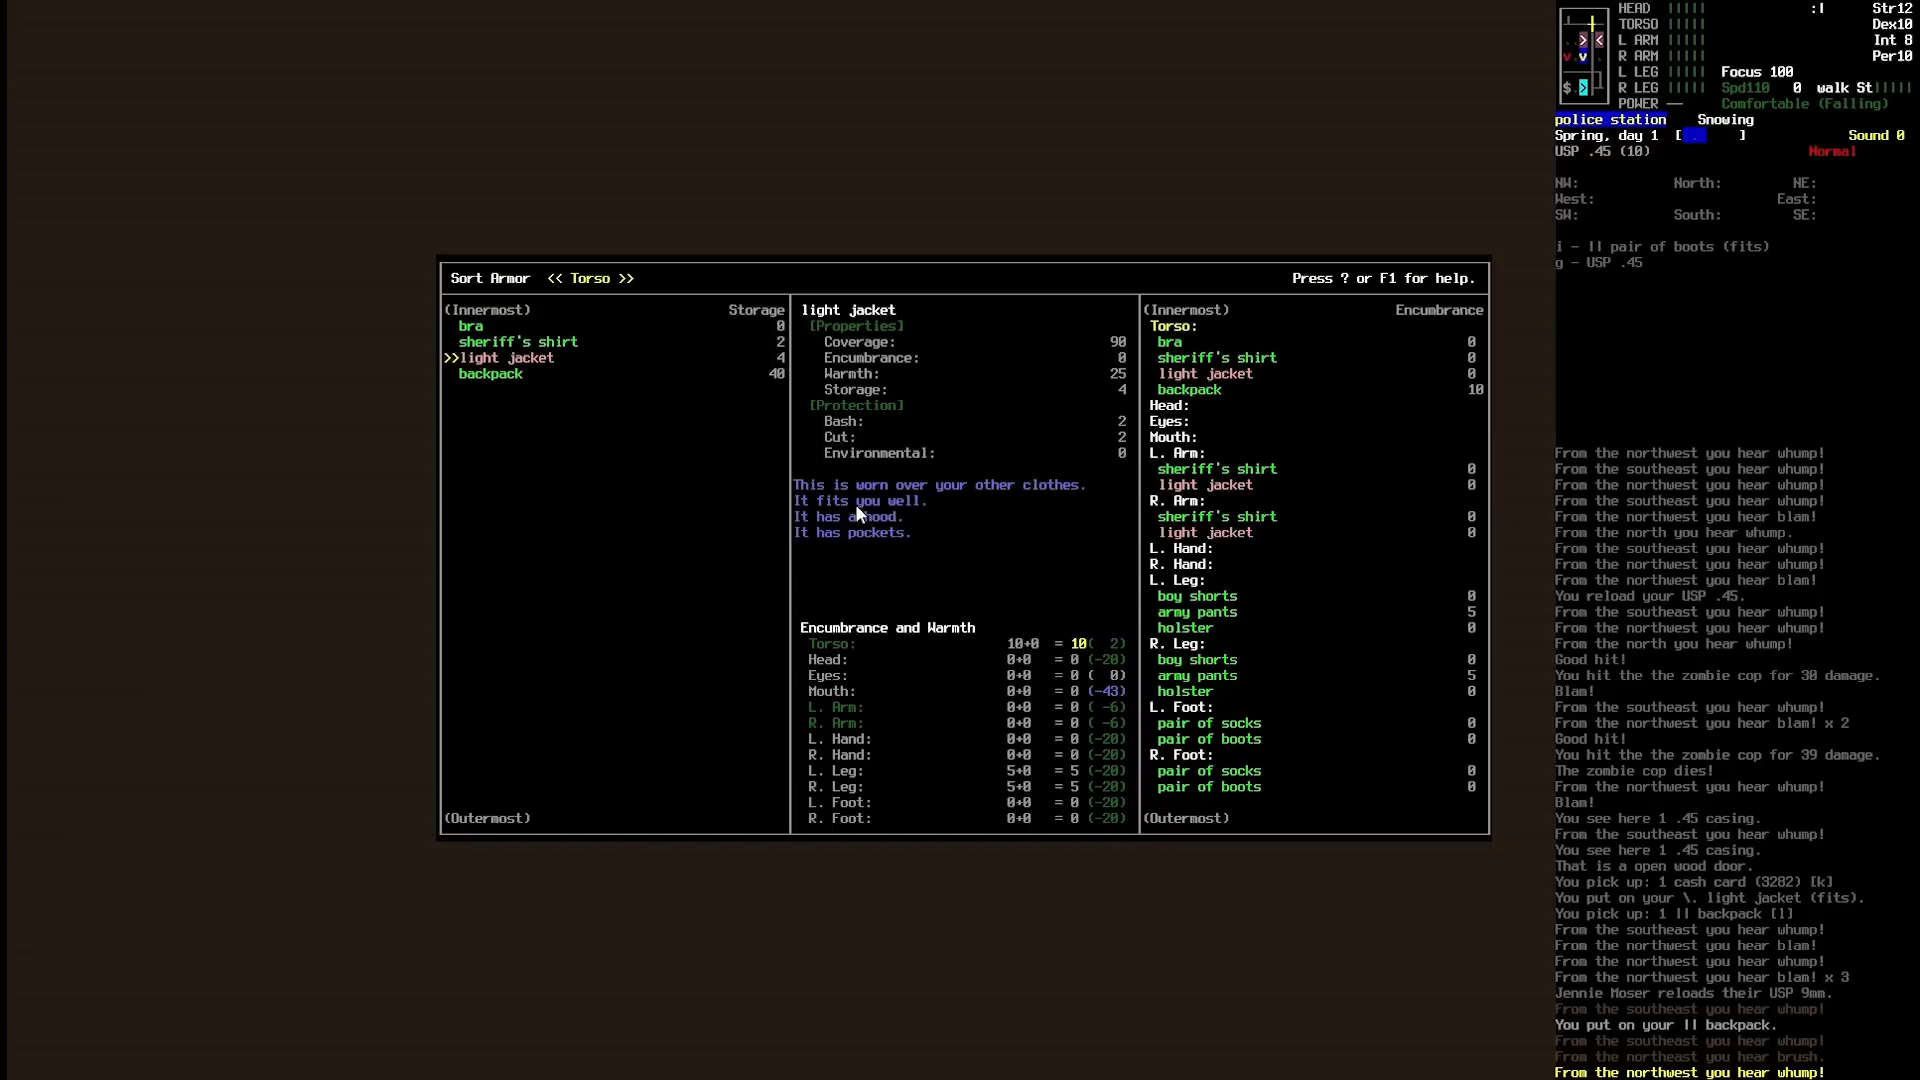 Sort Armor << Torso >> Press ? or F1 for help.
(Innermost) Storage
bra 0
sheriff's shirt 2
>>light jacket 4
backpack 40
(Outermost)
light jacket
[Properties]
Coverage: 90
Encumbrance: 0
Warmth: 25
Storage: 4
[Protection]
Bash: 2
Cut: 2
Environmental: 0
This is worn over your other clothes.
It fits you well.
It has a hood.
It has pockets.
Encumbrance and Warmth
Torso: 10+0 = 10( 2)
Head: 0+0 = 0 (-20)
Eyes: 0+0 = 0 ( 0)
Mouth: 0+0 = 0 (-43)
L. Arm: 0+0 = 0 ( -6)
R. Arm: 0+0 = 0 ( -6)
L. Hand: 0+0 = 0 (-20)
R. Hand: 0+0 = 0 (-20)
L. Leg: 5+0 = 5 (-20)
R. Leg: 5+0 = 5 (-20)
L. Foot: 0+0 = 0 (-20)
R. Foot: 0+0 = 0 (-20)
(Innermost) Encumbrance
Torso:
bra 0
sheriff's shirt 0
light jacket 0
backpack 10
Head:
Eyes:
Mouth:
L. Arm:
sheriff's shirt 0
light jacket 0
R. Arm:
sheriff's shirt 0
light jacket 0
L. Hand:
R. Hand:
L. Leg:
boy shorts 0
army pants 5
holster 0
R. Leg:
boy shorts 0
army pants 5
holster 0
L. Foot:
pair of socks 0
pair of boots 0
R. Foot:
pair of socks 0
pair of boots 0
(Outermost)
HEAD ||||| :| Str12
TORSO ||||| Dex10
L ARM ||||| Int 8
R ARM ||||| Per10
L LEG ||||| Focus 100
R LEG ||||| Spd110 0 walk St|||||
POWER — Comfortable (Falling)
police station Snowing
Spring, day 1 [ ] Sound 0
USP .45 (10) Normal
NW: North: NE:
West: East:
SW: South: SE:
i - || pair of boots (fits)
g - USP .45
From the northwest you hear whump!
From the southeast you hear whump!
From the northwest you hear whump!
From the southeast you hear whump!
From the northwest you hear blam!
From the north you hear whump.
From the southeast you hear whump!
From the northwest you hear whump!
From the northwest you hear blam!
You reload your USP .45.
From the southeast you hear whump!
From the northwest you hear whump!
From the north you hear whump!
Good hit!
You hit the the zombie cop for 30 damage.
Blam!
From the southeast you hear whump!
From the northwest you hear blam! x 2
Good hit!
You hit the the zombie cop for 39 damage.
The zombie cop dies!
From the northwest you hear whump!
Blam!
You see here 1 .45 casing.
From the southeast you hear whump!
You see here 1 .45 casing.
That is a open wood door.
You pick up: 1 cash card (3282) [k]
You put on your \. light jacket (fits).
You pick up: 1 || backpack [l]
From the southeast you hear whump!
From the northwest you hear blam!
From the northwest you hear whump!
From the northwest you hear blam! x 3
Jennie Moser reloads their USP 9mm.
From the southeast you hear whump!
You put on your || backpack.
From the southeast you hear whump!
From the northwest you hear brush.
From the northwest you hear whump!